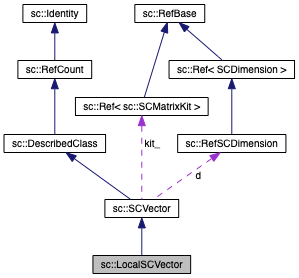 sc::Identity
sc::RefBase
sc::RefCount
sc::Ref< SCDimension >
sc::Ref< sc::SCMatrixKit >
sc::DescribedClass
kit_
sc::RefSCDimension
d
sc::SCVector
sc::LocalSCVector